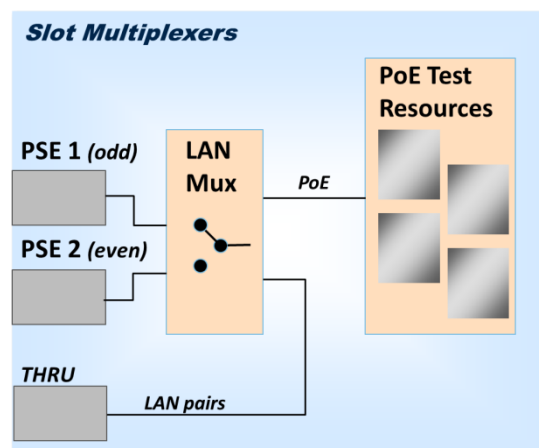 Slot Multiplexers
PoE Test
Resources
PSE 1 (odd)
LAN
Mux
PoE
PSE 2 (even)
THRU
LAN pairs